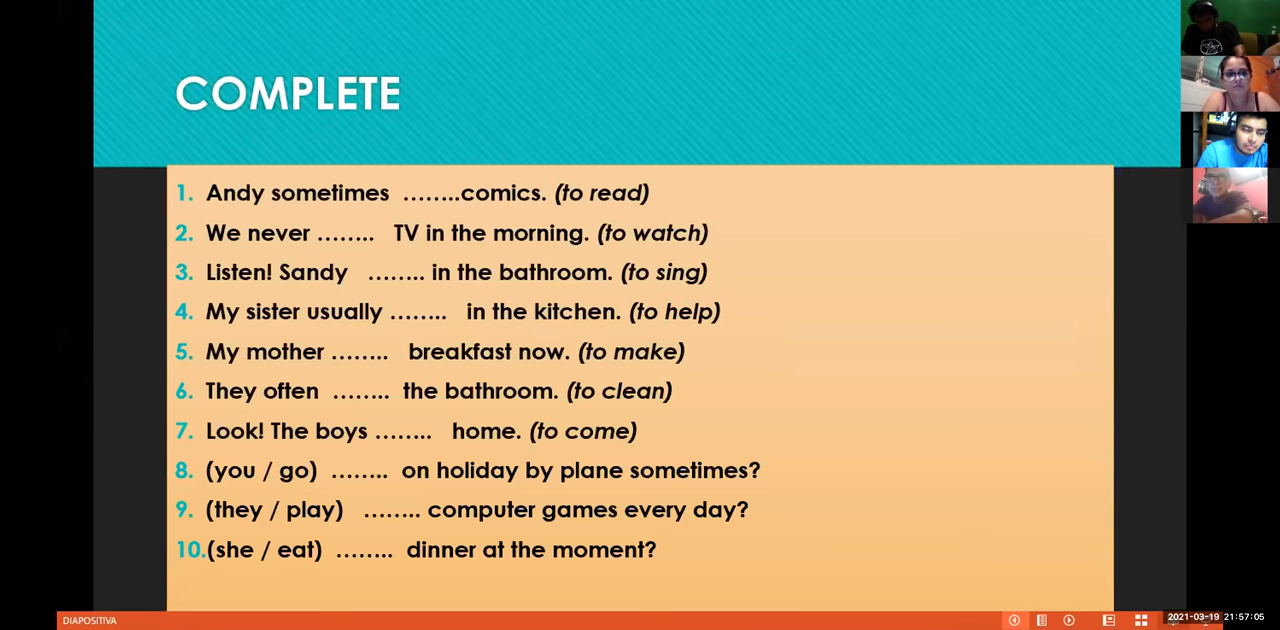 COMPLETE
1. Andy sometimes ........comics. (to read)
2. We never ........ TV in the morning. (to watch)
3. Listen! Sandy ........ in the bathroom. (to sing)
4. My sister usually ........ in the kitchen. (to help)
5. My mother ........ breakfast now. (to make)
6. They often ........ the bathroom. (to clean)
7. Look! The boys ........ home. (to come)
8. (you / go) ........ on holiday by plane sometimes?
9. (they / play) ........ computer games every day?
10.(she / eat) ........ dinner at the moment?
DIAPOSITIVA
2021-03-19 21:57:05